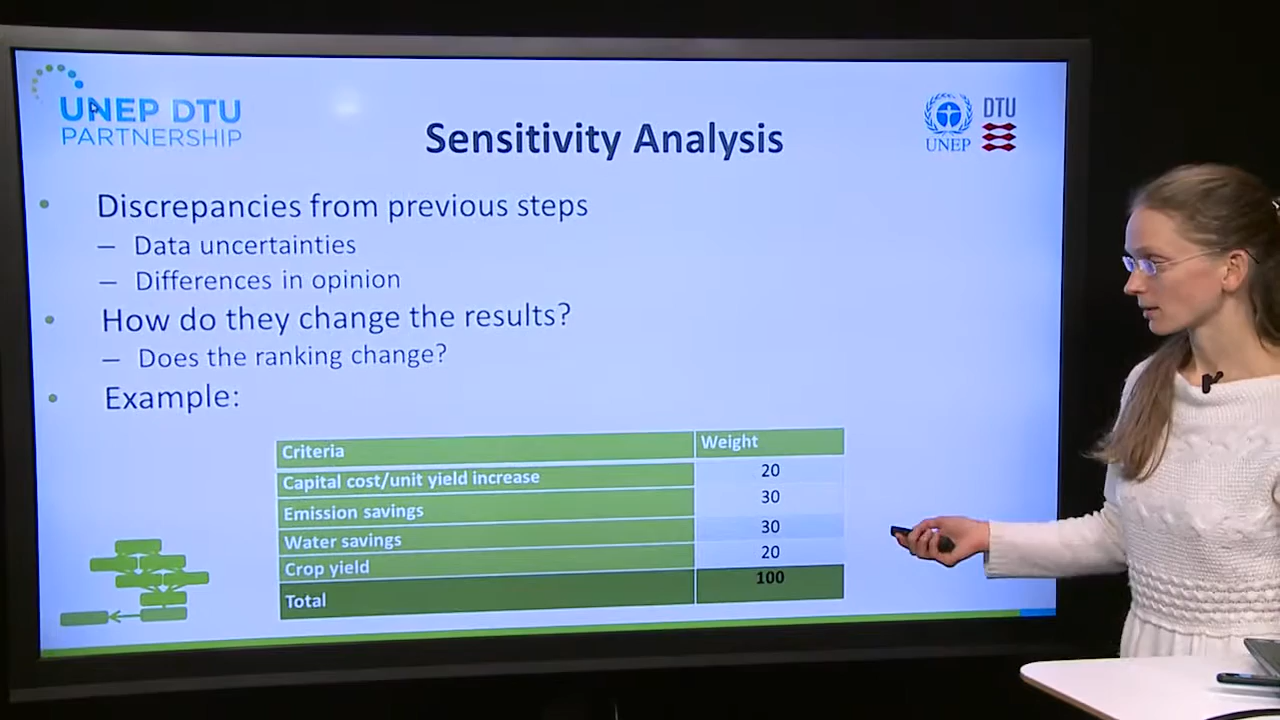 UNEP DTU
PARTNERSHIP
UNEP
DTU
Sensitivity Analysis
• Discrepancies from previous steps
– Data uncertainties
– Differences in opinion
• How do they change the results?
– Does the ranking change?
• Example:
Criteria Weight
Capital cost/unit yield increase 20
Emission savings 30
Water savings 30
Crop yield 20
Total 100